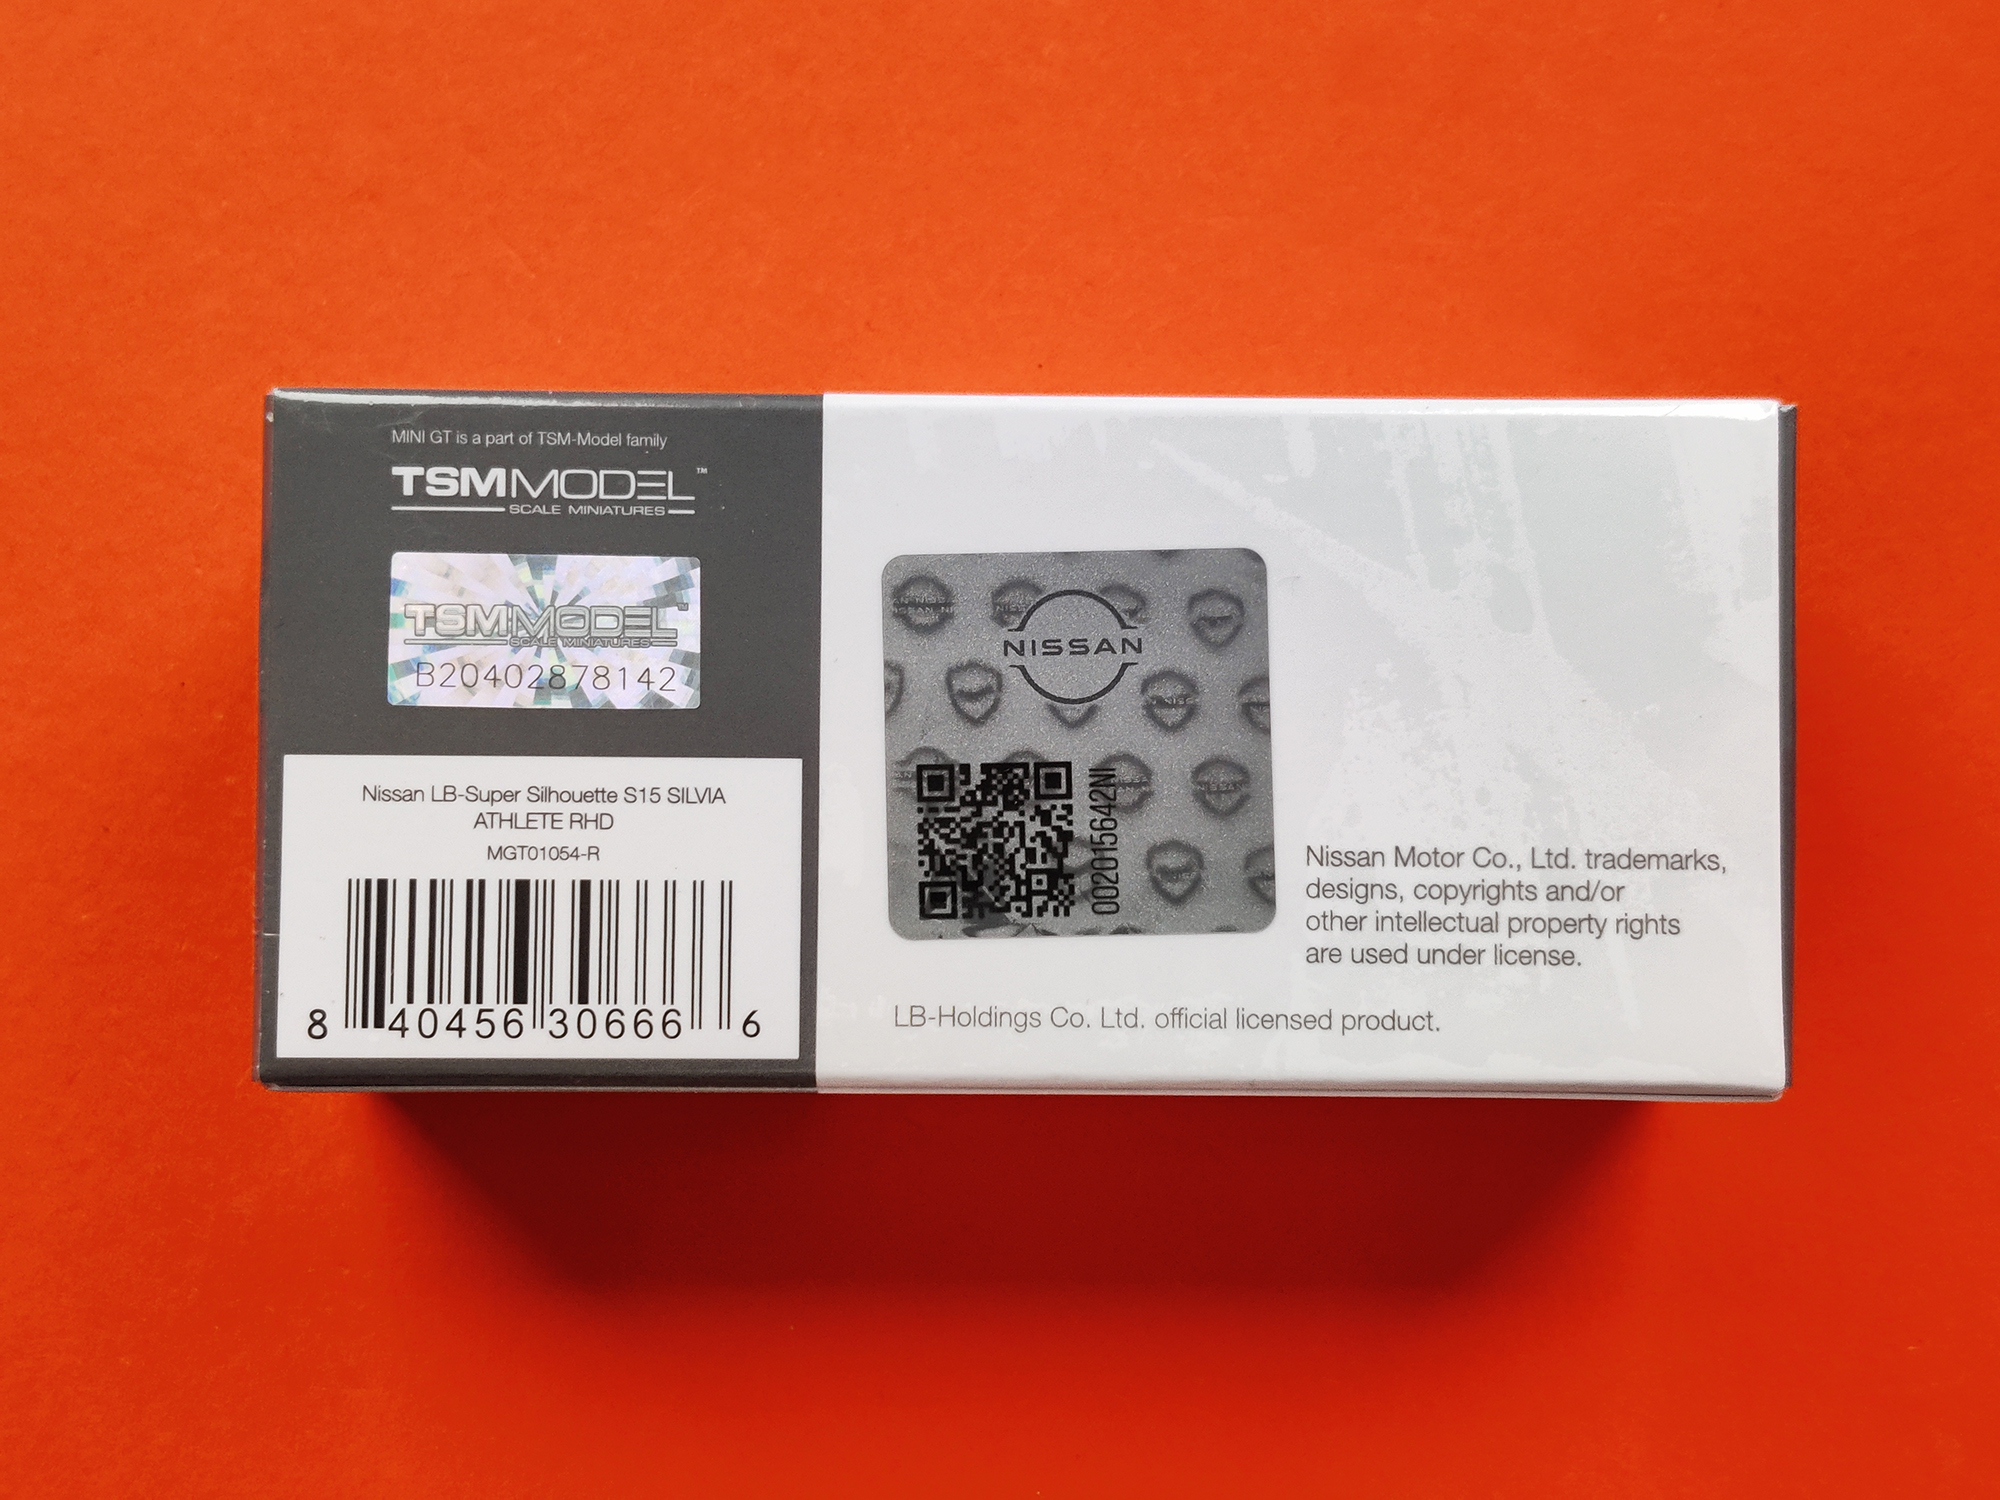 MINI GT is a part of TSM-Model family
TSMMODEL™
SCALE MINIATURES
TSMMODEL™
SCALE MINIATURES
B20402878142
Nissan LB-Super Silhouette S15 SILVIA
ATHLETE RHD
MGT01054-R
8 40456 30666 6
NISSAN
002015642NI
Nissan Motor Co., Ltd. trademarks,
designs, copyrights and/or
other intellectual property rights
are used under license.
LB-Holdings Co. Ltd. official licensed product.